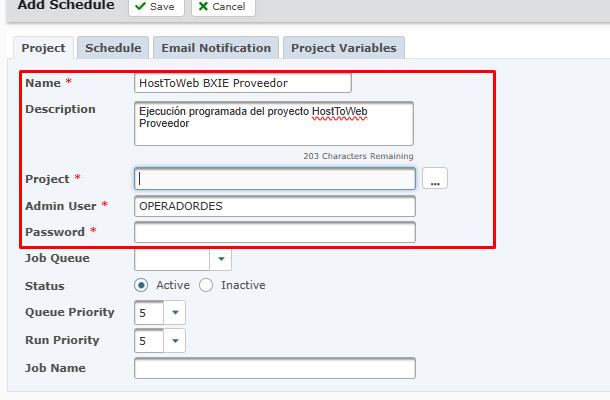 Add Schedule Save Cancel
Project Schedule Email Notification Project Variables
Name * HostToWeb BXIE Proveedor
Description Ejecución programada del proyecto HostToWeb
Proveedor
203 Characters Remaining
Project * ...
Admin User * OPERADORDES
Password *
Job Queue
Status Active Inactive
Queue Priority 5
Run Priority 5
Job Name